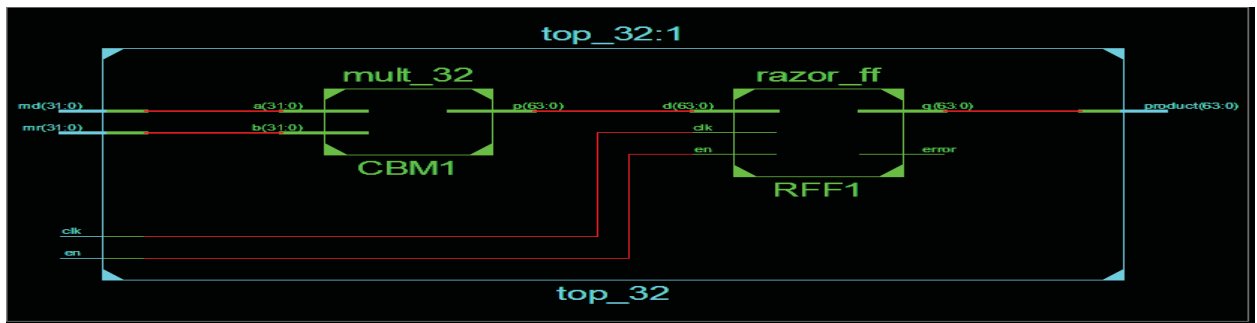 top_32:1
mult_32 razor_ff
md(31:0) a(31:0) p(63:0) d(63:0) q(63:0) product(63:0)
mr(31:0) b(31:0) clk
en error
CBM1
RFF1
clk
en
top_32